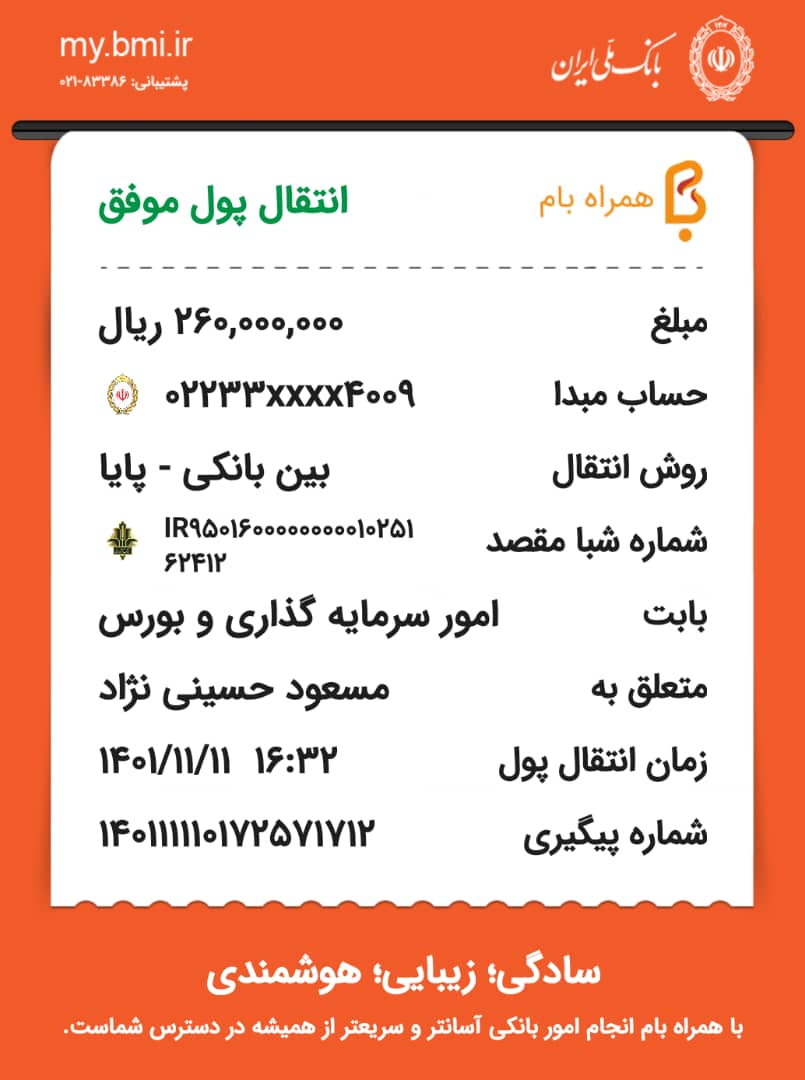 my.bmi.ir
پشتیبانی: ۸۳۳۸۶-۰۲۱
بانک ملّی ایران
همراه بام
انتقال پول موفق
مبلغ ۲۶۰,۰۰۰,۰۰۰ ریال
حساب مبدا ۰۲۲۳۳xxxx۴۰۰۹
روش انتقال بین بانکی - پایا
شماره شبا مقصد IR۹۵۰۱۶۰۰۰۰۰۰۰۰۰۰۱۰۲۵۱
۶۲۴۱۲
بابت امور سرمایه گذاری و بورس
متعلق به مسعود حسینی نژاد
زمان انتقال پول ۱۶:۳۲ ۱۴۰۱/۱۱/۱۱
شماره پیگیری ۱۴۰۱۱۱۱۱۰۱۷۲۵۷۱۷۱۲
سادگی؛ زیبایی؛ هوشمندی
با همراه بام انجام امور بانکی آسانتر و سریعتر از همیشه در دسترس شماست.